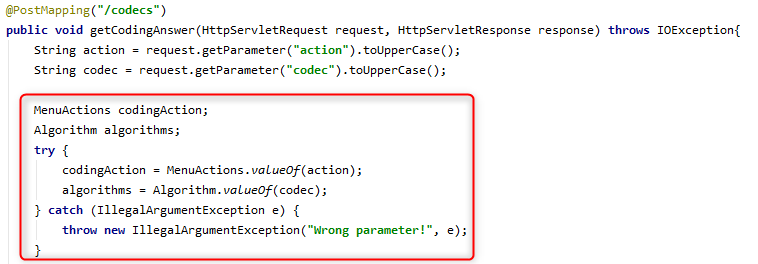 @PostMapping("/codecs")
public void getCodingAnswer(HttpServletRequest request, HttpServletResponse response) throws IOException{
String action = request.getParameter("action").toUpperCase();
String codec = request.getParameter("codec").toUpperCase();
MenuActions codingAction;
Algorithm algorithms;
try {
codingAction = MenuActions.valueOf(action);
algorithms = Algorithm.valueOf(codec);
} catch (IllegalArgumentException e) {
throw new IllegalArgumentException("Wrong parameter!", e);
}